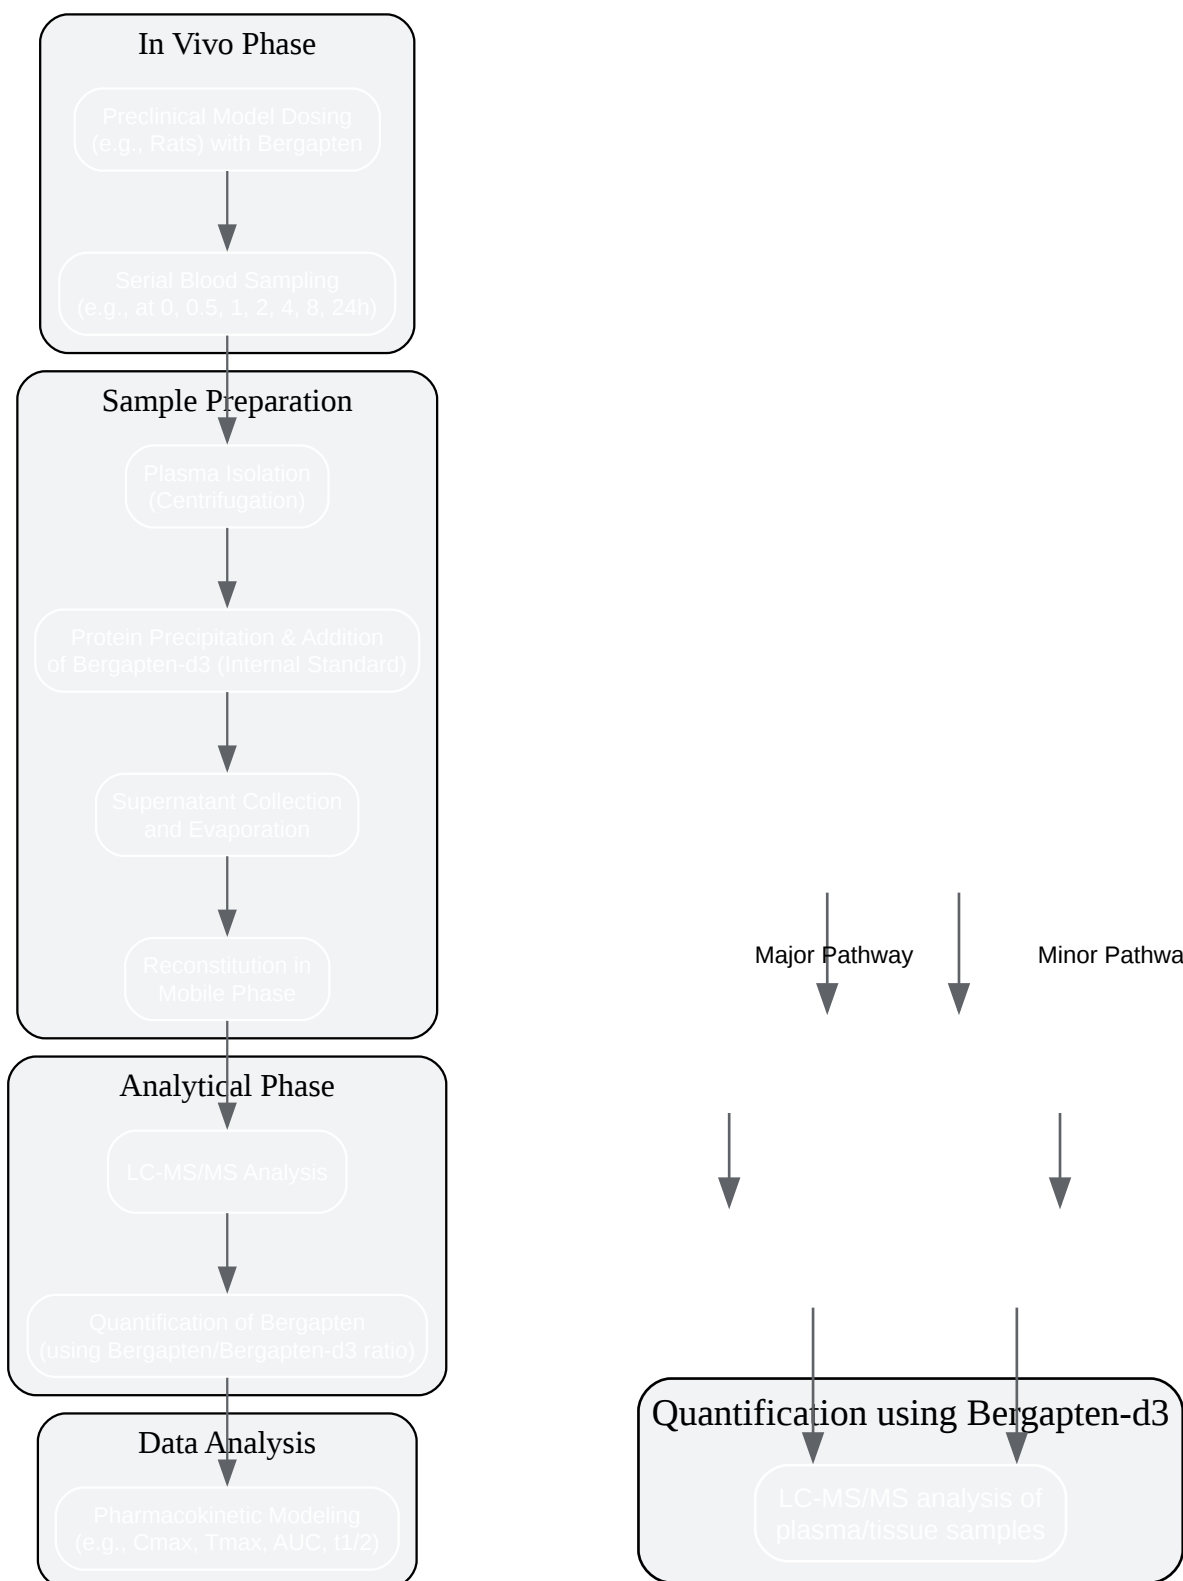 In Vivo Phase
Preclinical Model Dosing
(e.g., Rats) with Bergapten
Serial Blood Sampling
(e.g., at 0, 0.5, 1, 2, 4, 8, 24h)
Sample Preparation
Plasma Isolation
(Centrifugation)
Protein Precipitation & Addition
of Bergapten-d3 (Internal Standard)
Supernatant Collection
and Evaporation
Reconstitution in
Mobile Phase
Analytical Phase
LC-MS/MS Analysis
Quantification of Bergapten
(using Bergapten/Bergapten-d3 ratio)
Data Analysis
Pharmacokinetic Modeling
(e.g., Cmax, Tmax, AUC, t1/2)
Major Pathway
Minor Pathwa
Quantification using Bergapten-d3
LC-MS/MS analysis of
plasma/tissue samples